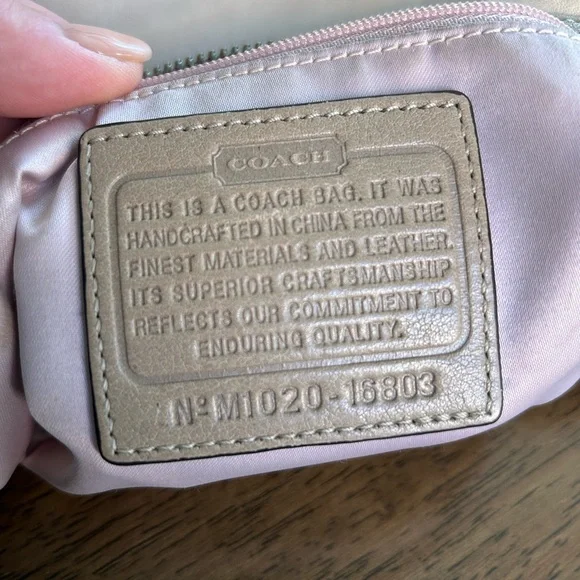 COACH
THIS IS A COACH BAG. IT WAS
HANDCRAFTED IN CHINA FROM THE
FINEST MATERIALS AND LEATHER.
ITS SUPERIOR CRAFTSMANSHIP
REFLECTS OUR COMMITMENT TO
ENDURING QUALITY.
Nº M1020-16803